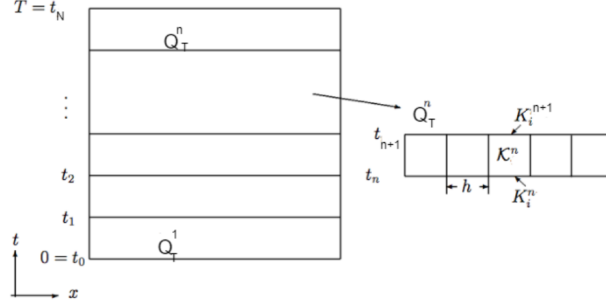 T = t_N
Q_T^n
⋮
t_2
t_1
Q_T^1
0 = t_0
t
x
Q_T^n
K_i^{n+1}
t_{n+1}
𝒦^n
t_n
h
K_i^n